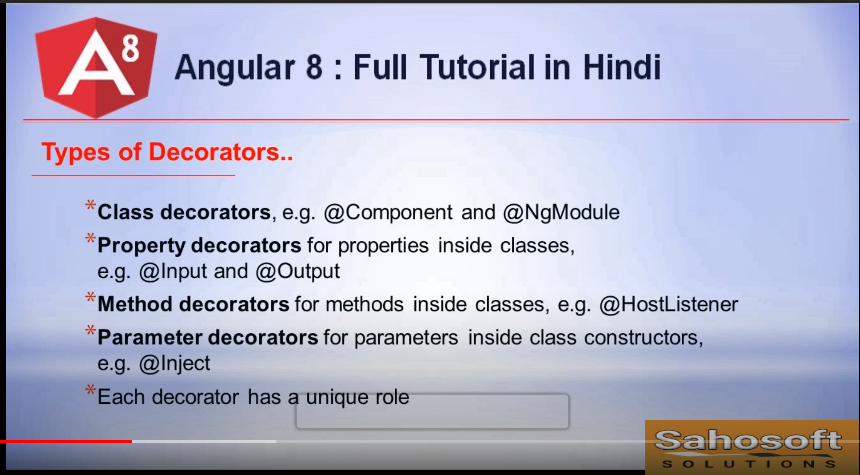 A8
Angular 8 : Full Tutorial in Hindi
Types of Decorators..
*Class decorators, e.g. @Component and @NgModule
*Property decorators for properties inside classes,
e.g. @Input and @Output
*Method decorators for methods inside classes, e.g. @HostListener
*Parameter decorators for parameters inside class constructors,
e.g. @Inject
*Each decorator has a unique role
Sahosoft
SOLUTIONS